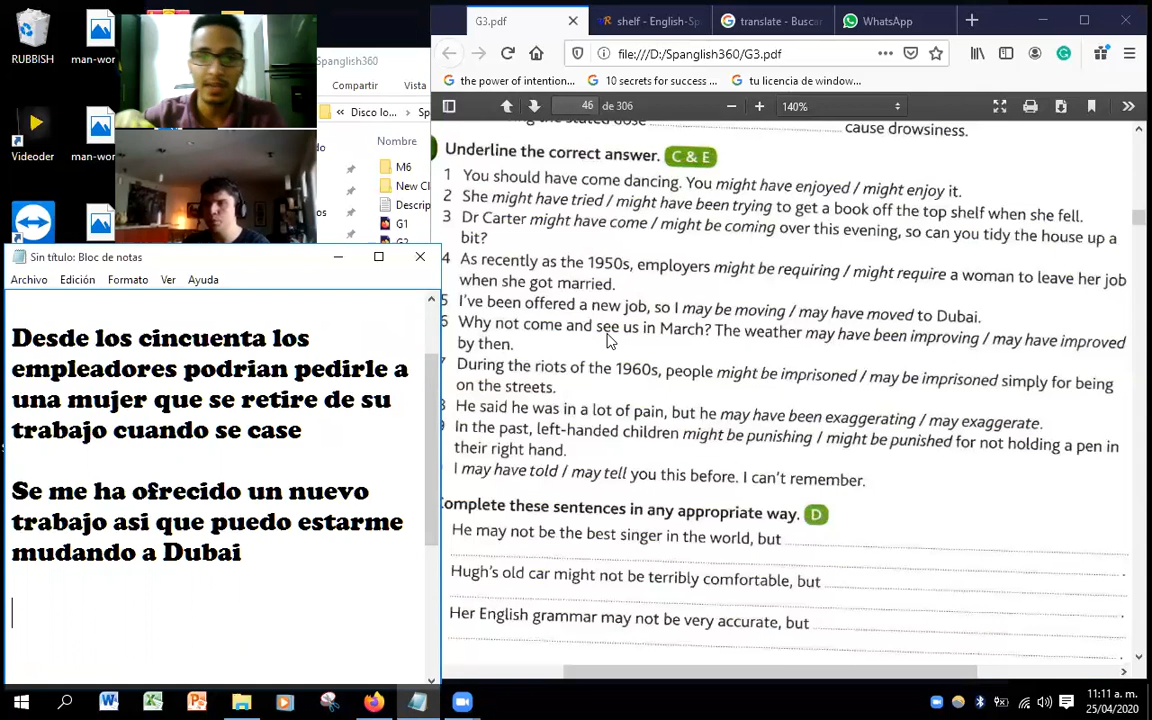 RUBBISH
man-wor
Videoder
man-wor
Spanglish360
Compartir
Vista
Disco lo...
Sp
Nombre
M6
New Cl
Descrip
G1
G2
G3.pdf
shelf - English-Sp
translate - Buscar
WhatsApp
file:///D:/Spanglish360/G3.pdf
the power of intention...
10 secrets for success ...
tu licencia de window...
46 de 306
140%
cause drowsiness.
Underline the correct answer. C & E
1 You should have come dancing. You might have enjoyed / might enjoy it.
2 She might have tried / might have been trying to get a book off the top shelf when she fell.
3 Dr Carter might have come / might be coming over this evening, so can you tidy the house up a
bit?
4 As recently as the 1950s, employers might be requiring / might require a woman to leave her job
when she got married.
5 I've been offered a new job, so I may be moving / may have moved to Dubai.
6 Why not come and see us in March? The weather may have been improving / may have improved
by then.
7 During the riots of the 1960s, people might be imprisoned / may be imprisoned simply for being
on the streets.
8 He said he was in a lot of pain, but he may have been exaggerating / may exaggerate.
9 In the past, left-handed children might be punishing / might be punished for not holding a pen in
their right hand.
I may have told / may tell you this before. I can't remember.
Complete these sentences in any appropriate way. D
He may not be the best singer in the world, but
Hugh's old car might not be terribly comfortable, but
Her English grammar may not be very accurate, but
Sin título: Bloc de notas
Archivo Edición Formato Ver Ayuda
Desde los cincuenta los
empleadores podrian pedirle a
una mujer que se retire de su
trabajo cuando se case
Se me ha ofrecido un nuevo
trabajo asi que puedo estarme
mudando a Dubai
11:11 a. m.
25/04/2020